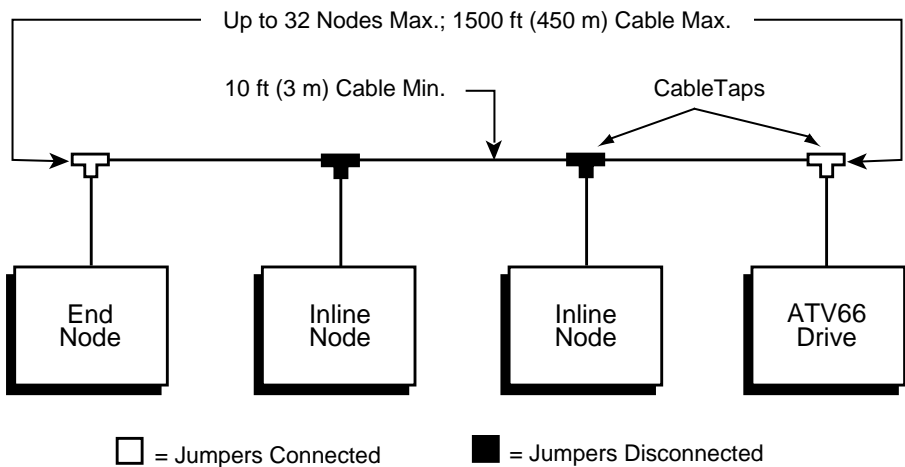 Up to 32 Nodes Max.; 1500 ft (450 m) Cable Max.
10 ft (3 m) Cable Min.
CableTaps
End
Node
Inline
Node
Inline
Node
ATV66
Drive
= Jumpers Connected
= Jumpers Disconnected